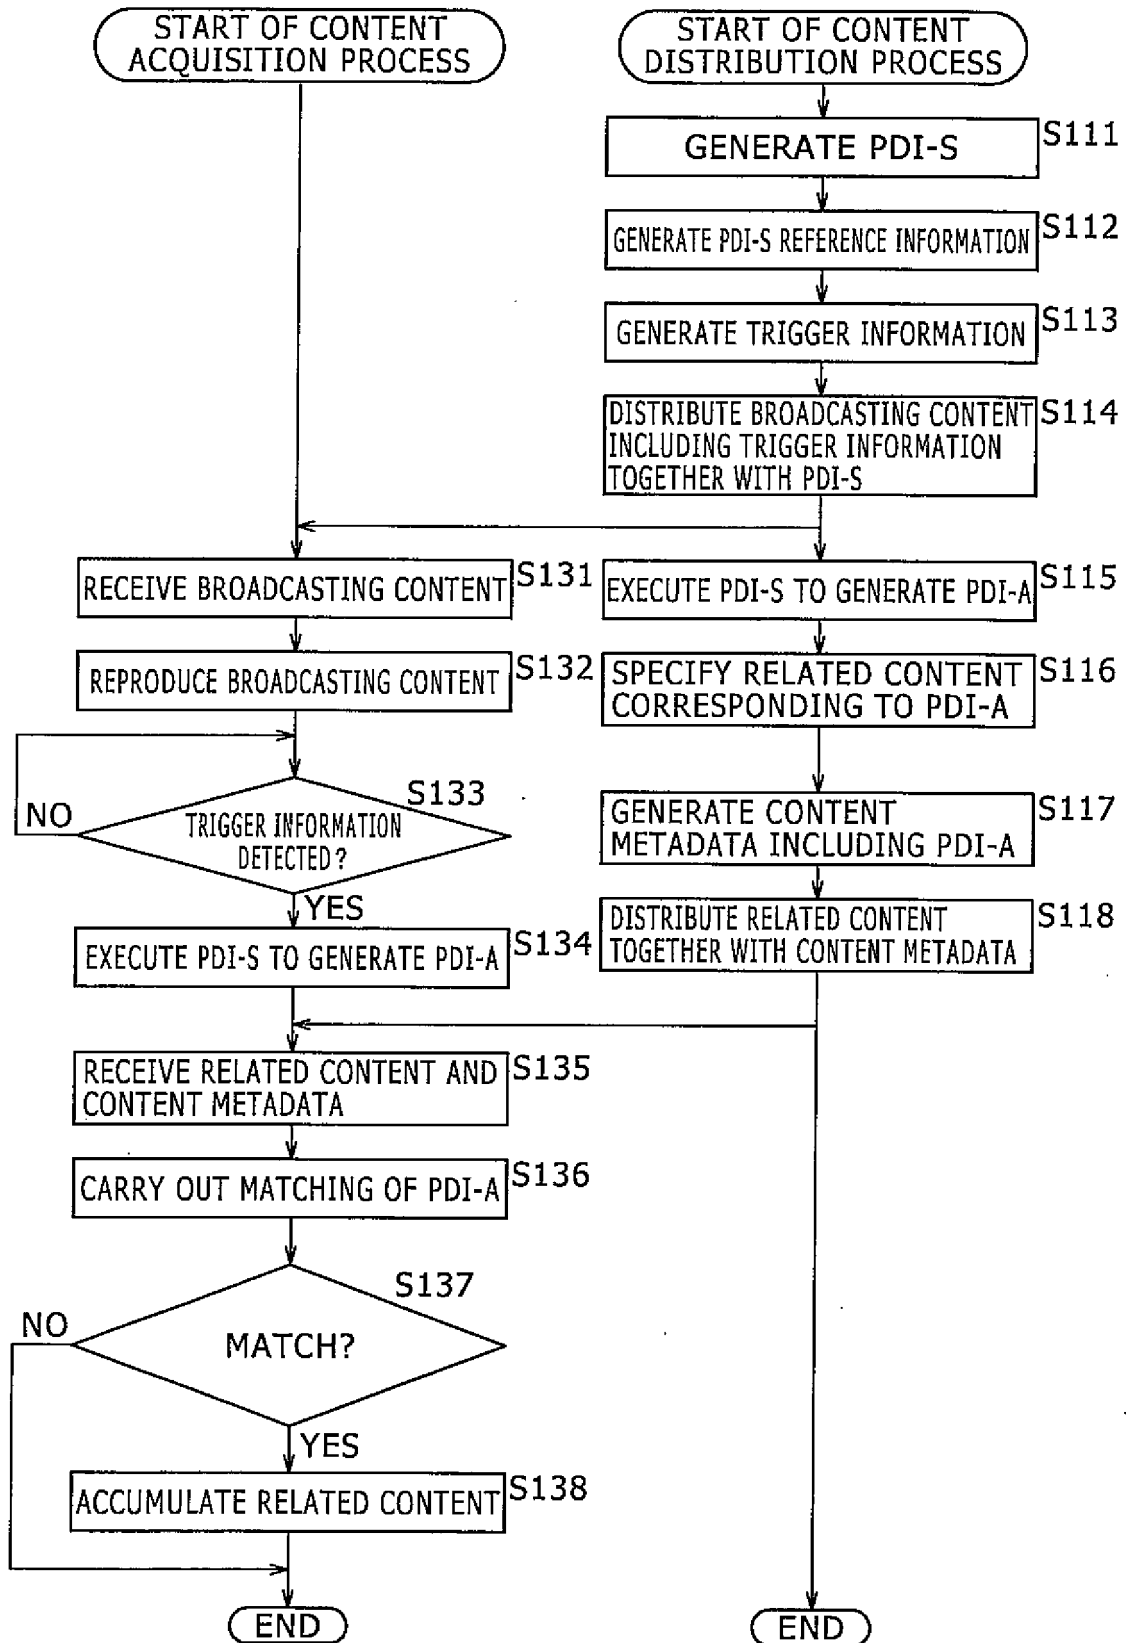 START OF CONTENT
ACQUISITION PROCESS
START OF CONTENT
DISTRIBUTION PROCESS
GENERATE PDI-S
S111
GENERATE PDI-S REFERENCE INFORMATION
S112
GENERATE TRIGGER INFORMATION
S113
DISTRIBUTE BROADCASTING CONTENT
INCLUDING TRIGGER INFORMATION
TOGETHER WITH PDI-S
S114
RECEIVE BROADCASTING CONTENT
S131
EXECUTE PDI-S TO GENERATE PDI-A
S115
REPRODUCE BROADCASTING CONTENT
S132
SPECIFY RELATED CONTENT
CORRESPONDING TO PDI-A
S116
S133
NO
TRIGGER INFORMATION
DETECTED?
YES
GENERATE CONTENT
METADATA INCLUDING PDI-A
S117
EXECUTE PDI-S TO GENERATE PDI-A
S134
DISTRIBUTE RELATED CONTENT
TOGETHER WITH CONTENT METADATA
S118
RECEIVE RELATED CONTENT AND
CONTENT METADATA
S135
CARRY OUT MATCHING OF PDI-A
S136
S137
NO
MATCH?
YES
ACCUMULATE RELATED CONTENT
S138
END
END